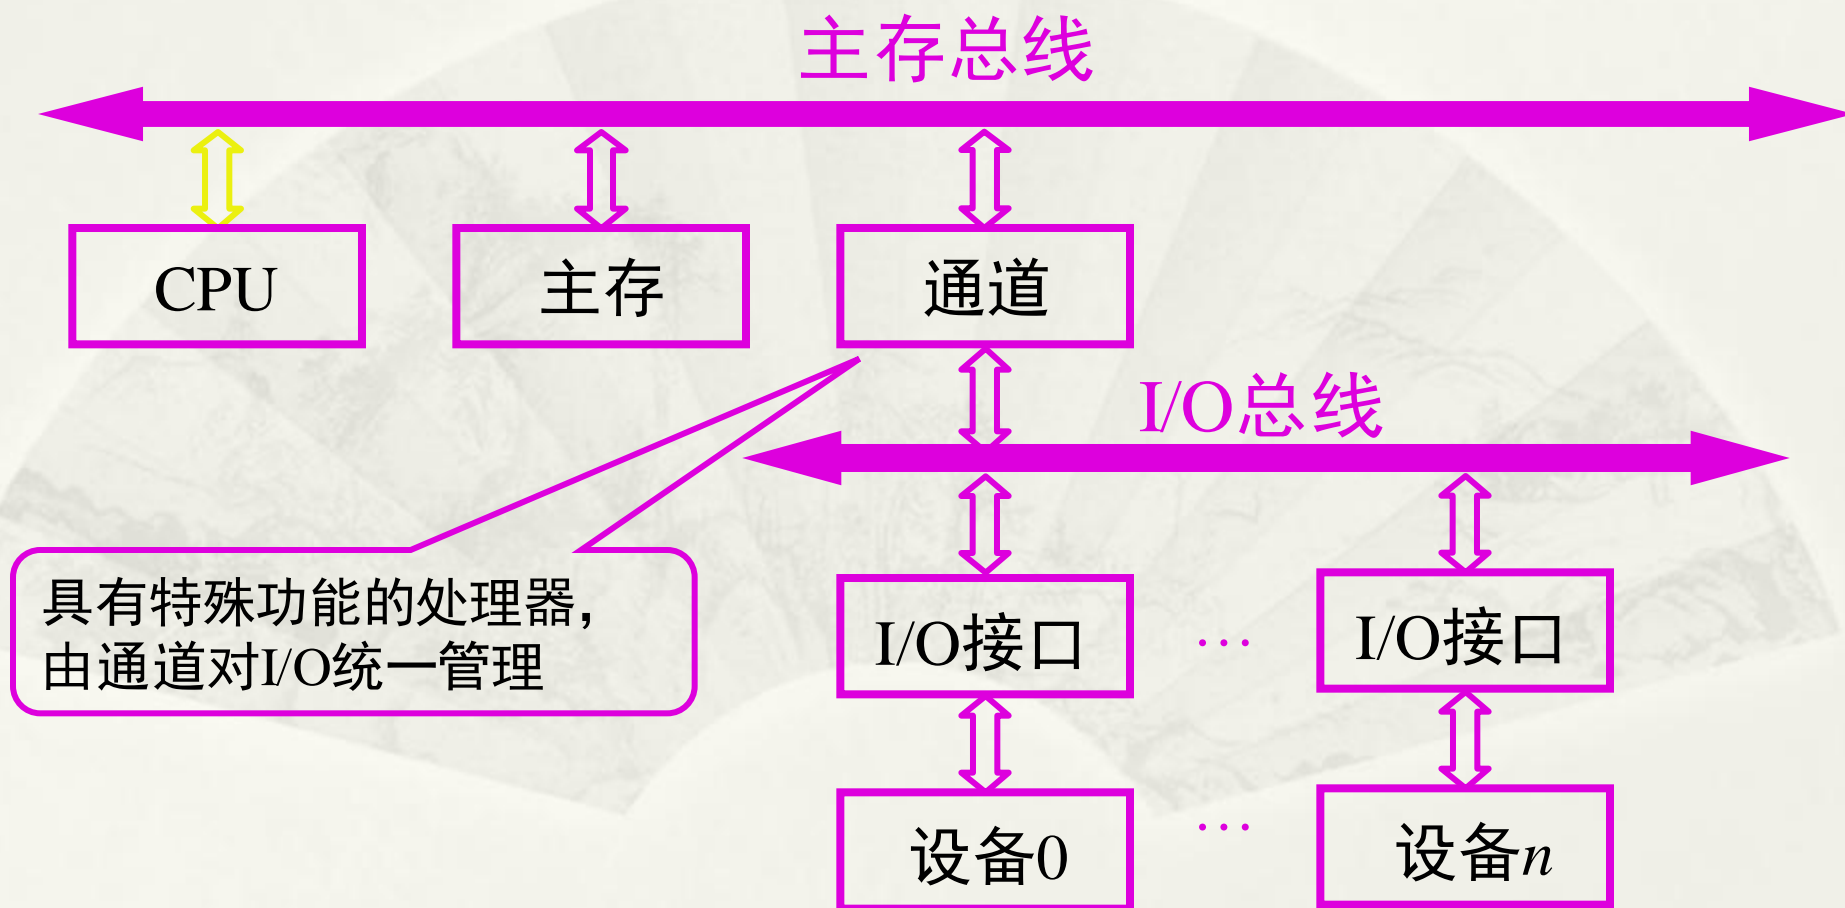 主存总线
CPU
主存
通道
I/O总线
具有特殊功能的处理器，
由通道对I/O统一管理
I/O接口
…
I/O接口
设备0
…
设备n